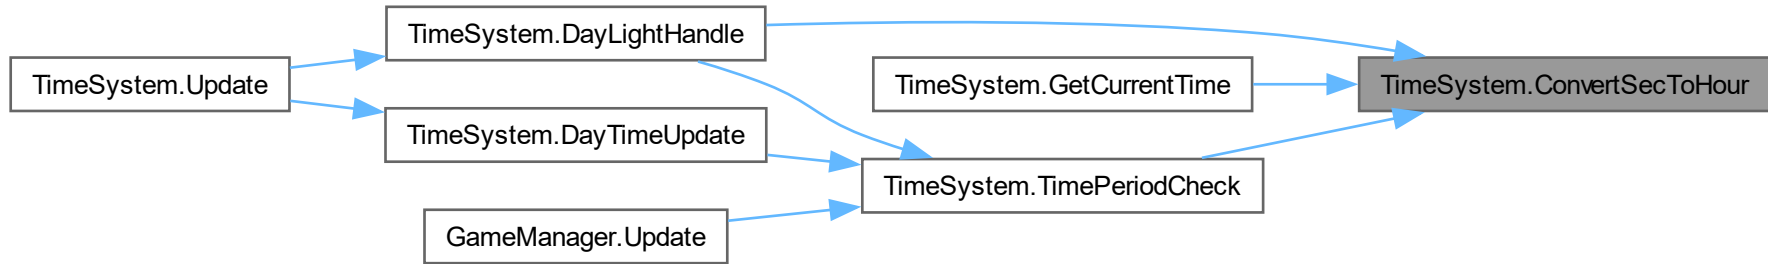 TimeSystem.DayLightHandle
TimeSystem.Update
TimeSystem.GetCurrentTime
TimeSystem.ConvertSecToHour
TimeSystem.DayTimeUpdate
TimeSystem.TimePeriodCheck
GameManager.Update